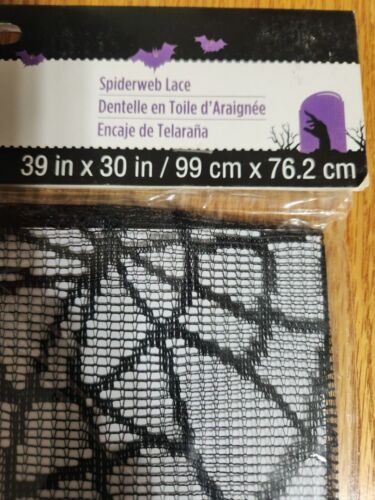 Spiderweb Lace
Dentelle en Toile d'Araignée
Encaje de Telaraña
39 in x 30 in / 99 cm x 76.2 cm